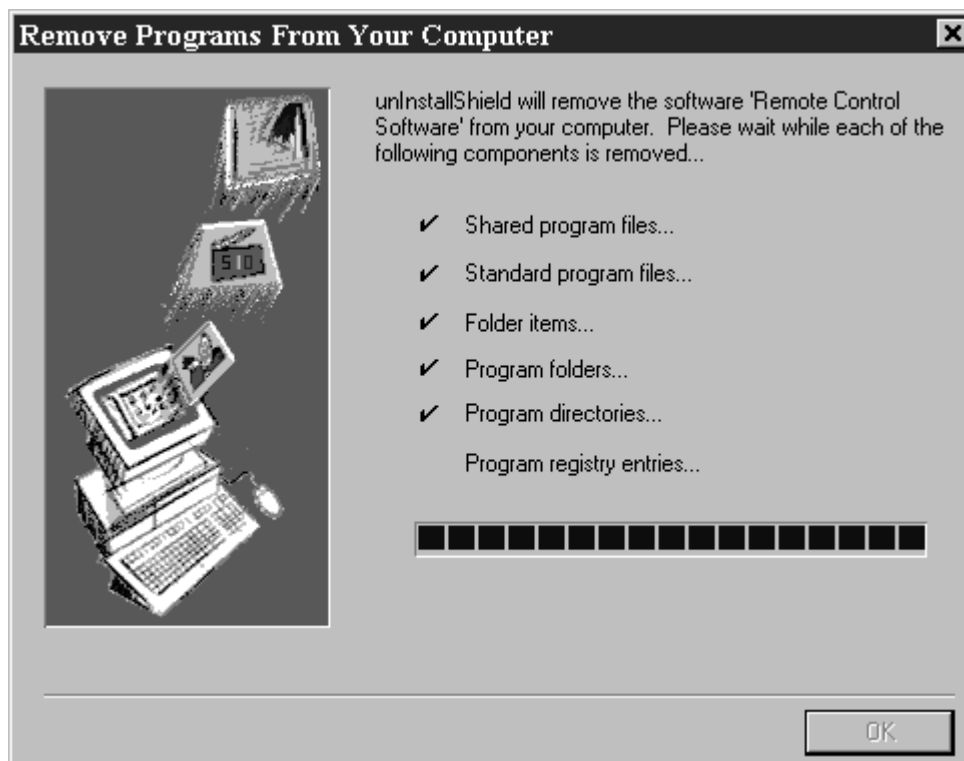 Remove Programs From Your Computer
unInstallShield will remove the software 'Remote Control
Software' from your computer.  Please wait while each of the
following components is removed...
Shared program files...
Standard program files...
Folder items...
Program folders...
Program directories...
Program registry entries...
510
OK